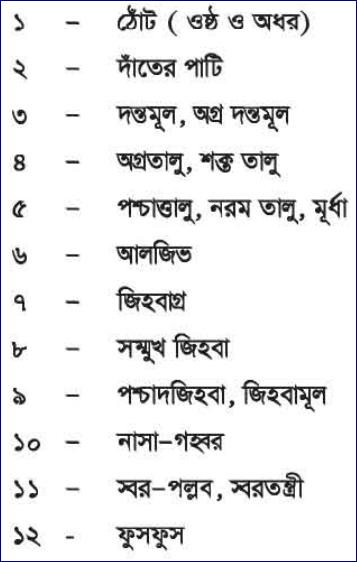 ১ – ঠোঁট ( ওষ্ঠ ও অধর)
২ – দাঁতের পাটি
৩ – দন্তমূল, অগ্র দন্তমূল
৪ – অগ্রতালু, শক্ত তালু
৫ – পশ্চাত্তালু, নরম তালু, মূর্ধা
৬ – আলজিভ
৭ – জিহবাগ্র
৮ – সম্মুখ জিহবা
৯ – পশ্চাদজিহবা, জিহবামূল
১০ – নাসা-গহ্বর
১১ – স্বর-পল্লব, স্বরতন্ত্রী
১২ - ফুসফুস